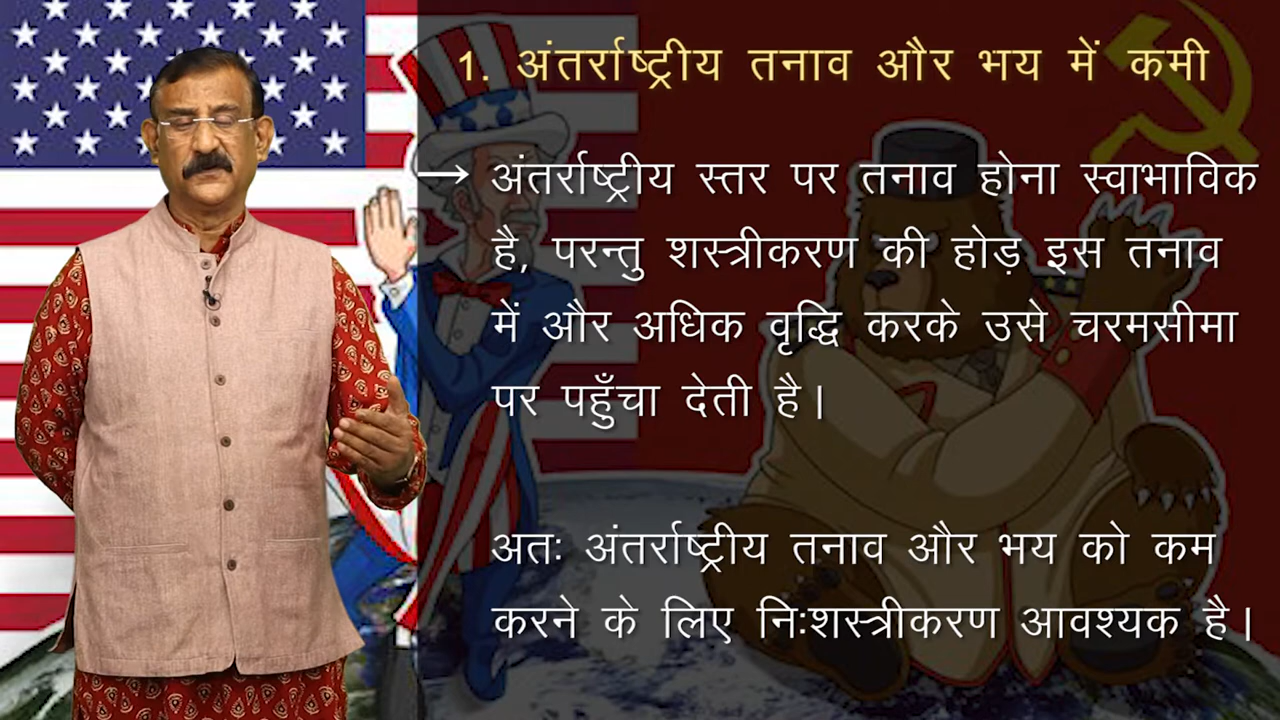 1. अंतर्राष्ट्रीय तनाव और भय में कमी
→ अंतर्राष्ट्रीय स्तर पर तनाव होना स्वाभाविक
है, परन्तु शस्त्रीकरण की होड़ इस तनाव
में और अधिक वृद्धि करके उसे चरमसीमा
पर पहुँचा देती है।
अतः अंतर्राष्ट्रीय तनाव और भय को कम
करने के लिए निःशस्त्रीकरण आवश्यक है।